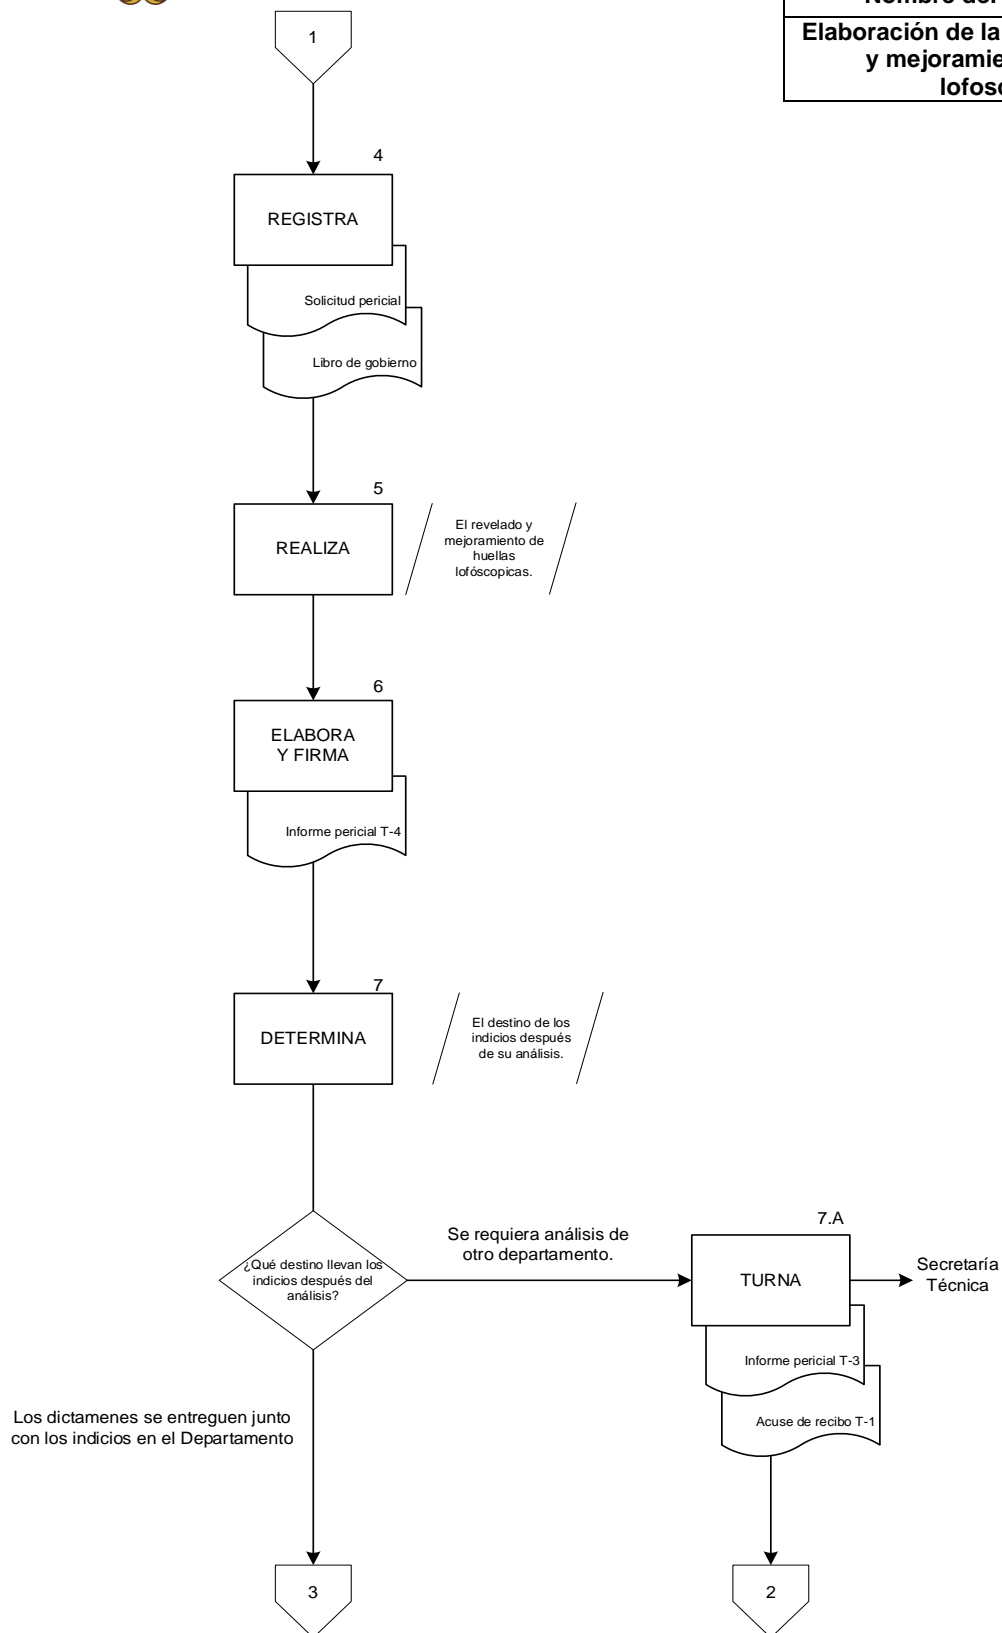 Nombre del
Elaboración de la
y mejoramie
lofosc
1
4
REGISTRA
Solicitud pericial
Libro de gobierno
5
REALIZA
El revelado y
mejoramiento de
huellas
lofóscopicas.
6
ELABORA
Y FIRMA
Informe pericial T-4
7
DETERMINA
El destino de los
indicios después
de su análisis.
¿Qué destino llevan los
indicios después del
análisis?
Se requiera análisis de
otro departamento.
7.A
TURNA
Secretaría
Técnica
Informe pericial T-3
Acuse de recibo T-1
Los dictamenes se entreguen junto
con los indicios en el Departamento
3
2